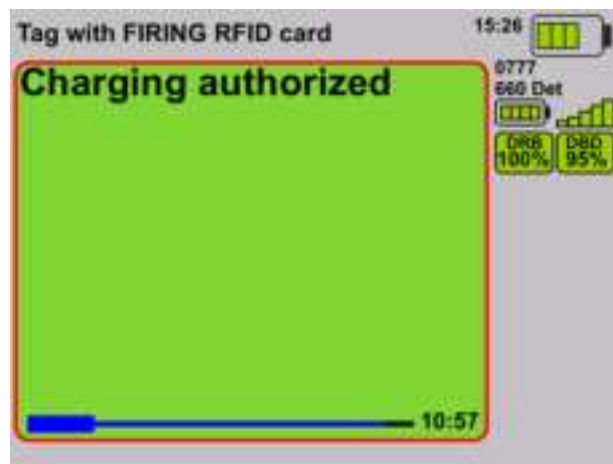 Tag with FIRING RFID card
15:26
Charging authorized
0777
660 Det
DRB DBD
100% 95%
10:57